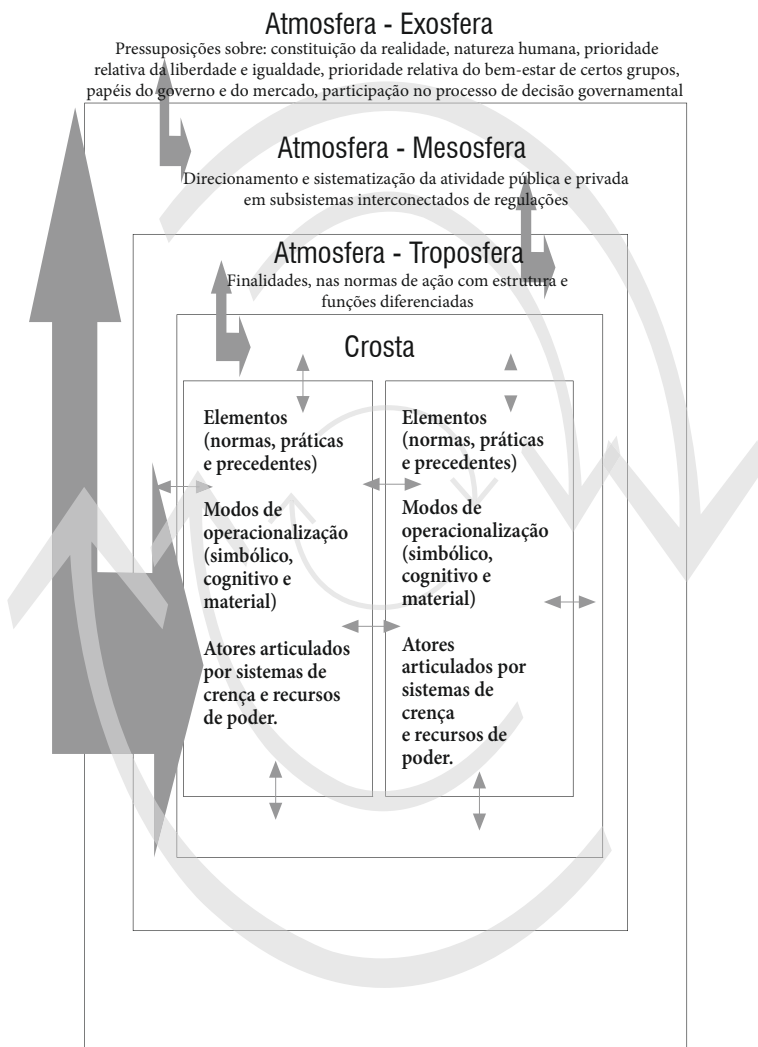 Atmosfera - Exosfera
Pressuposições sobre: constituição da realidade, natureza humana, prioridade
relativa da liberdade e igualdade, prioridade relativa do bem-estar de certos grupos,
papéis do governo e do mercado, participação no processo de decisão governamental
Atmosfera - Mesosfera
Direcionamento e sistematização da atividade pública e privada
em subsistemas interconectados de regulações
Atmosfera - Troposfera
Finalidades, nas normas de ação com estrutura e
funções diferenciadas
Crosta
Elementos
(normas, práticas
e precedentes)
Modos de
operacionalização
(simbólico,
cognitivo e
material)
Atores articulados
por sistemas de
crença e recursos
de poder.
Elementos
(normas, práticas
e precedentes)
Modos de
operacionalização
(simbólico,
cognitivo e
material)
Atores
articulados por
sistemas de
crença
e recursos de
poder.